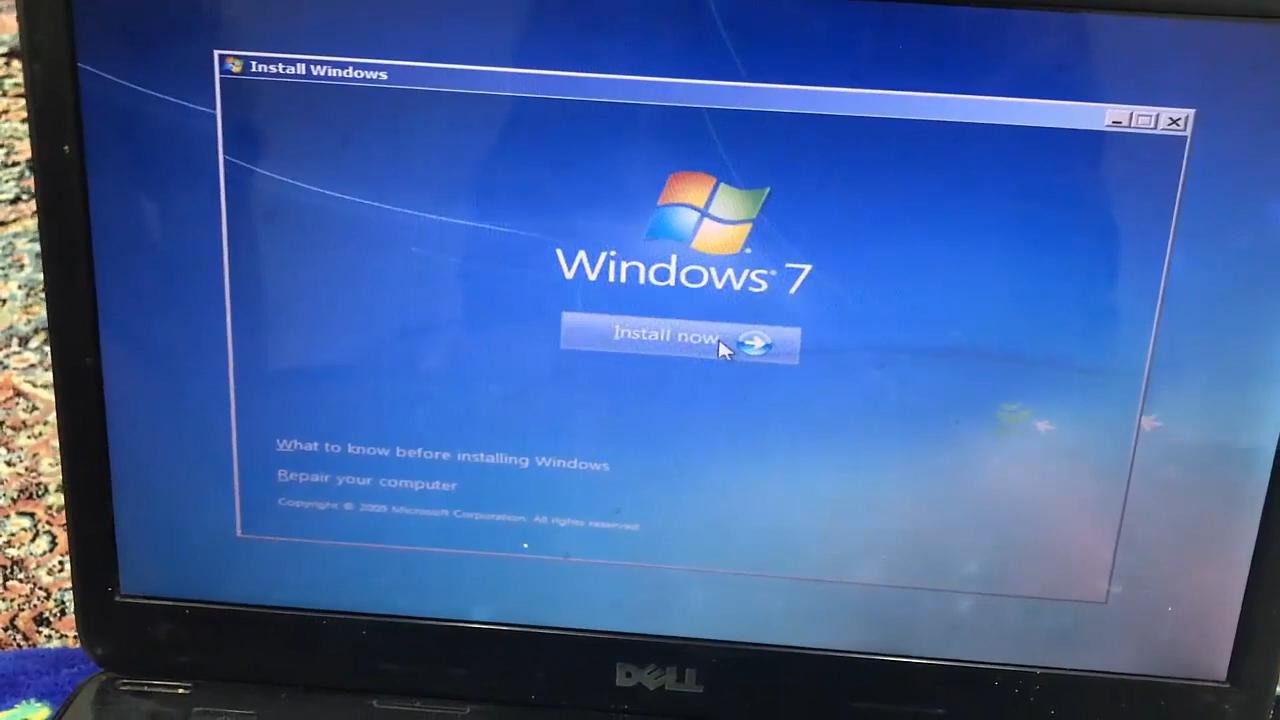 Install Windows
Windows 7
Install now
What to know before installing Windows
Repair your computer
Copyright © 2009 Microsoft Corporation. All rights reserved.
DELL